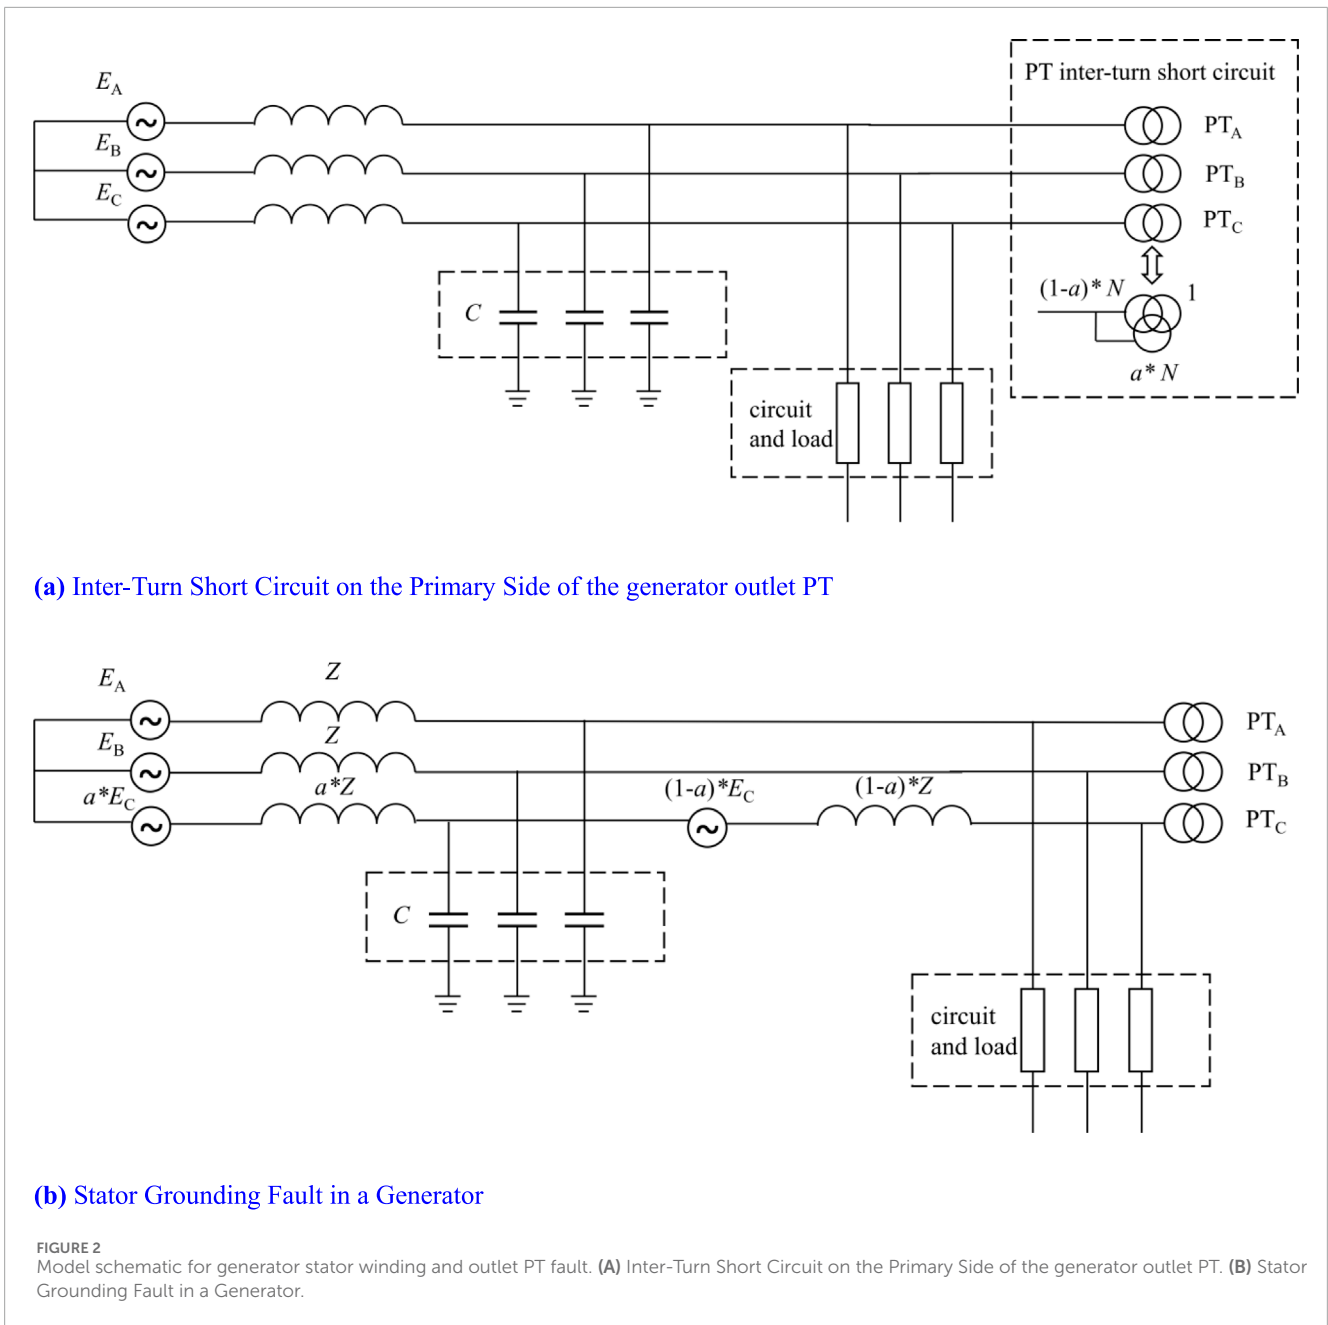 PT inter-turn short circuit
E_A
PT_A
E_B
PT_B
E_C
PT_C
(1-a)* N
1
C
a* N
circuit
and load
(a) Inter-Turn Short Circuit on the Primary Side of the generator outlet PT
Z
E_A
PT_A
Z
E_B
PT_B
a*E_C
a*Z
(1-a)*E_C
(1-a)*Z
PT_C
C
circuit
and load
(b) Stator Grounding Fault in a Generator
FIGURE 2
Model schematic for generator stator winding and outlet PT fault. (A) Inter-Turn Short Circuit on the Primary Side of the generator outlet PT. (B) Stator
Grounding Fault in a Generator.